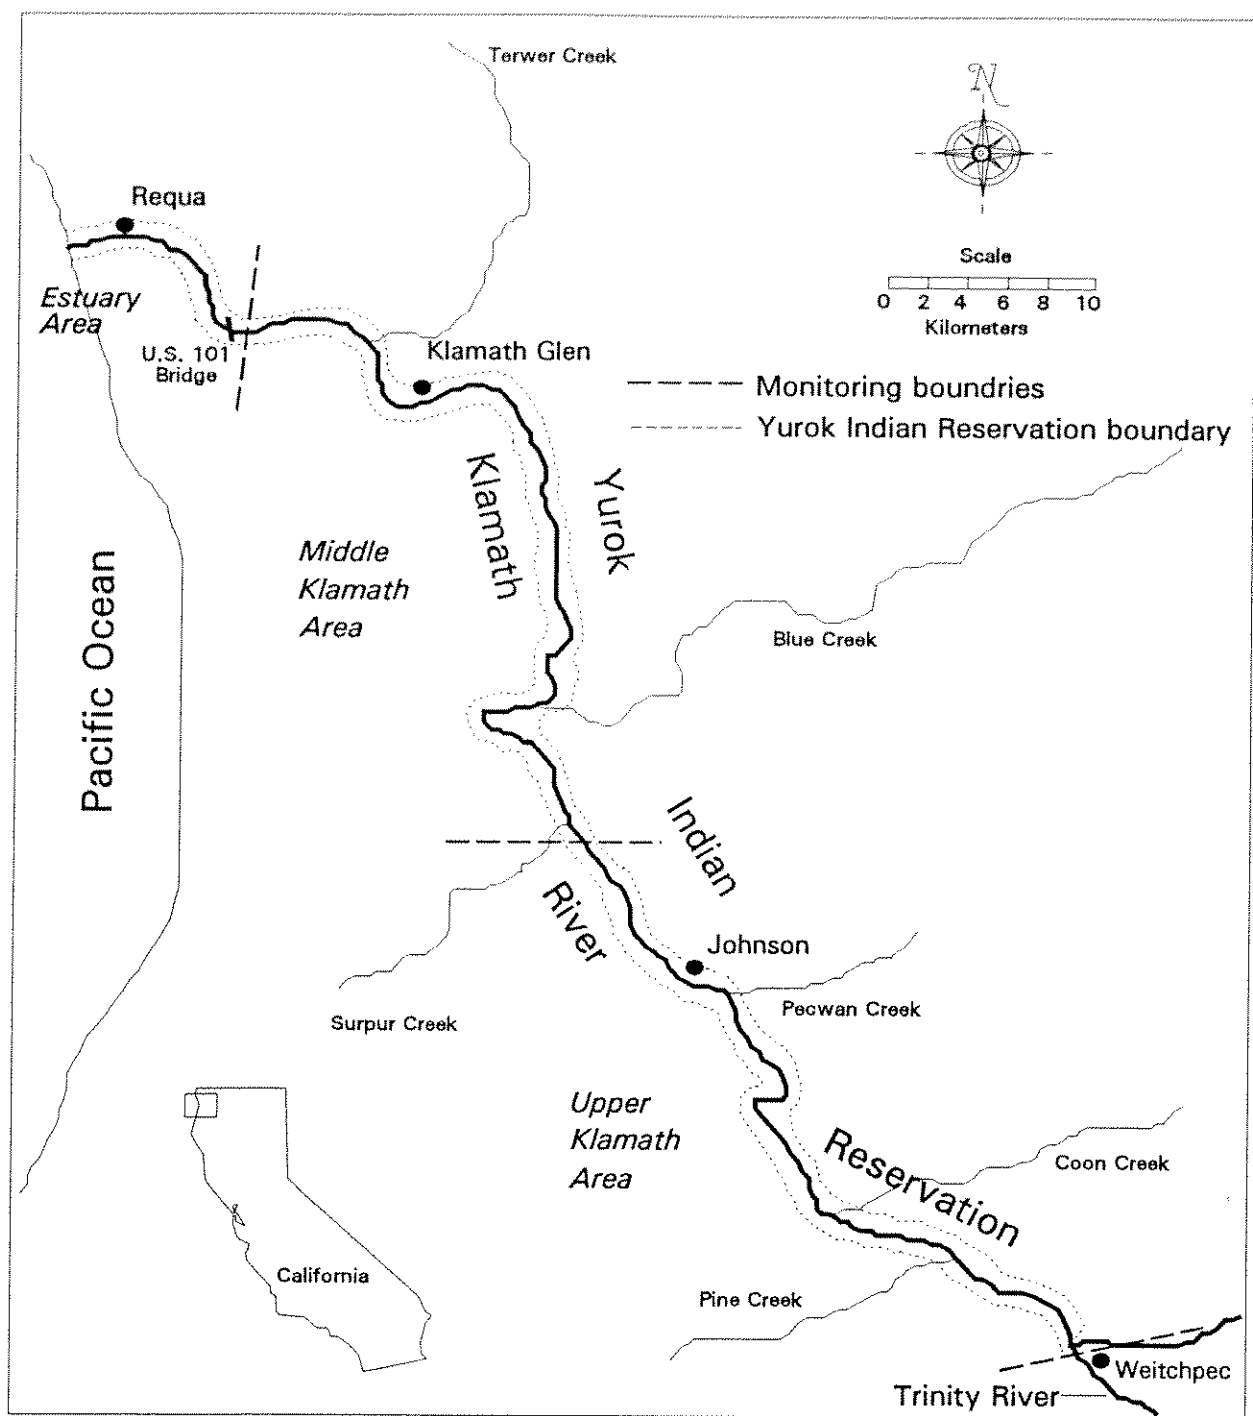 Terwer Creek
N
Requa
Scale
0 2 4 6 8 10
Kilometers
Estuary
Area
U.S. 101
Bridge
Klamath Glen
Monitoring boundries
Yurok Indian Reservation boundary
Klamath
Yurok
Middle
Klamath
Area
Pacific Ocean
Blue Creek
Indian
River
Johnson
Pecwan Creek
Surpur Creek
Upper
Klamath
Area
Reservation
Coon Creek
California
Pine Creek
Weitchpec
Trinity River